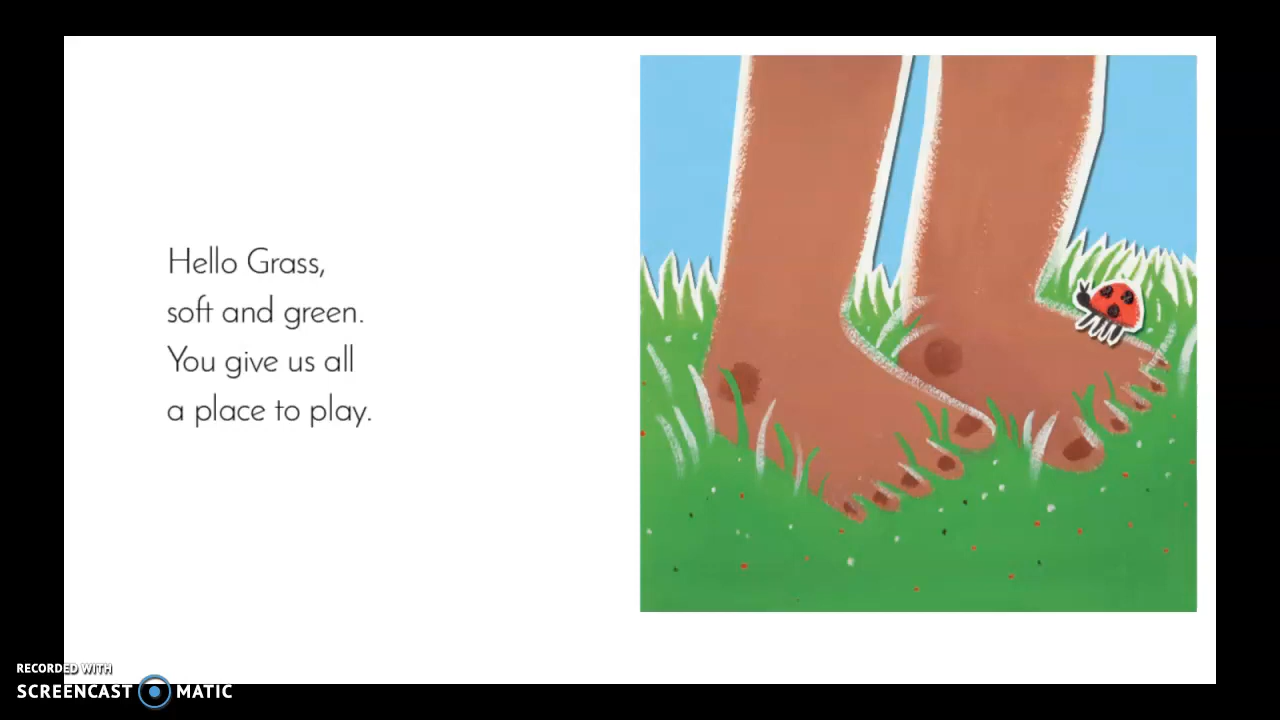 Hello Grass,
soft and green.
You give us all
a place to play.
RECORDED WITH
SCREENCAST MATIC